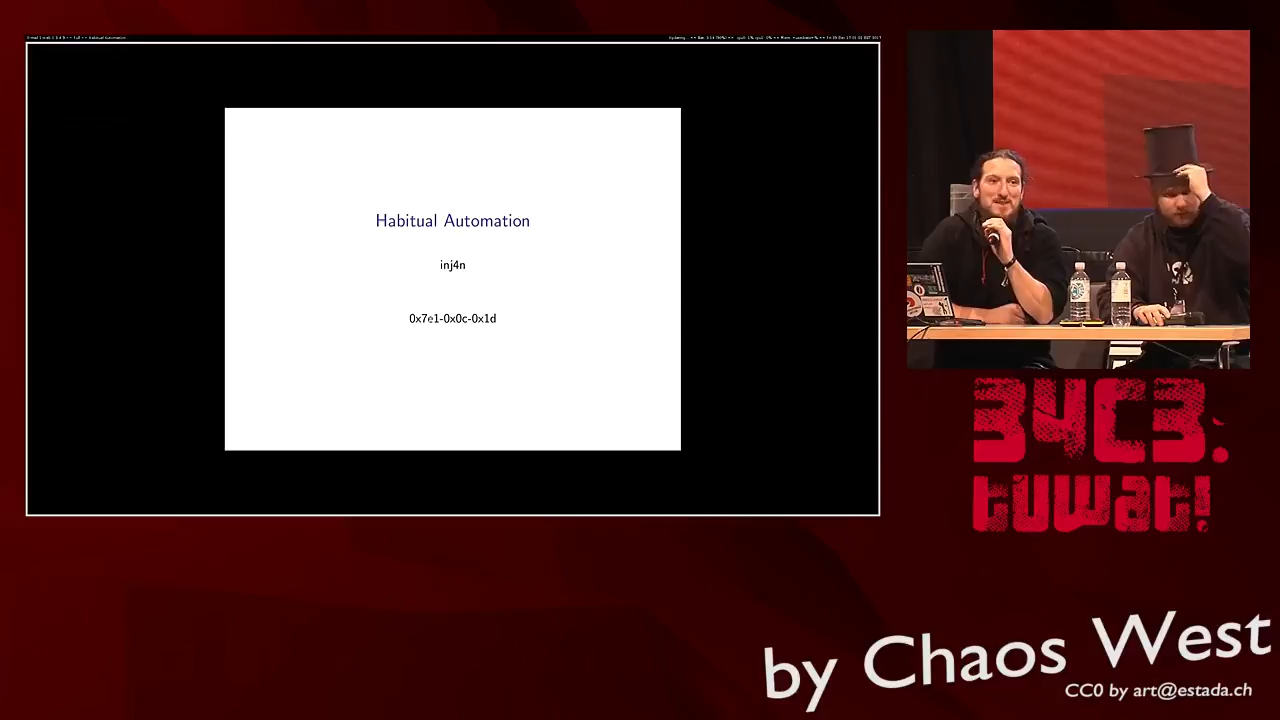 Habitual Automation
inj4n
0x7e1-0x0c-0x1d
34C3.
tuwat!
by Chaos West
CC0 by art@estada.ch